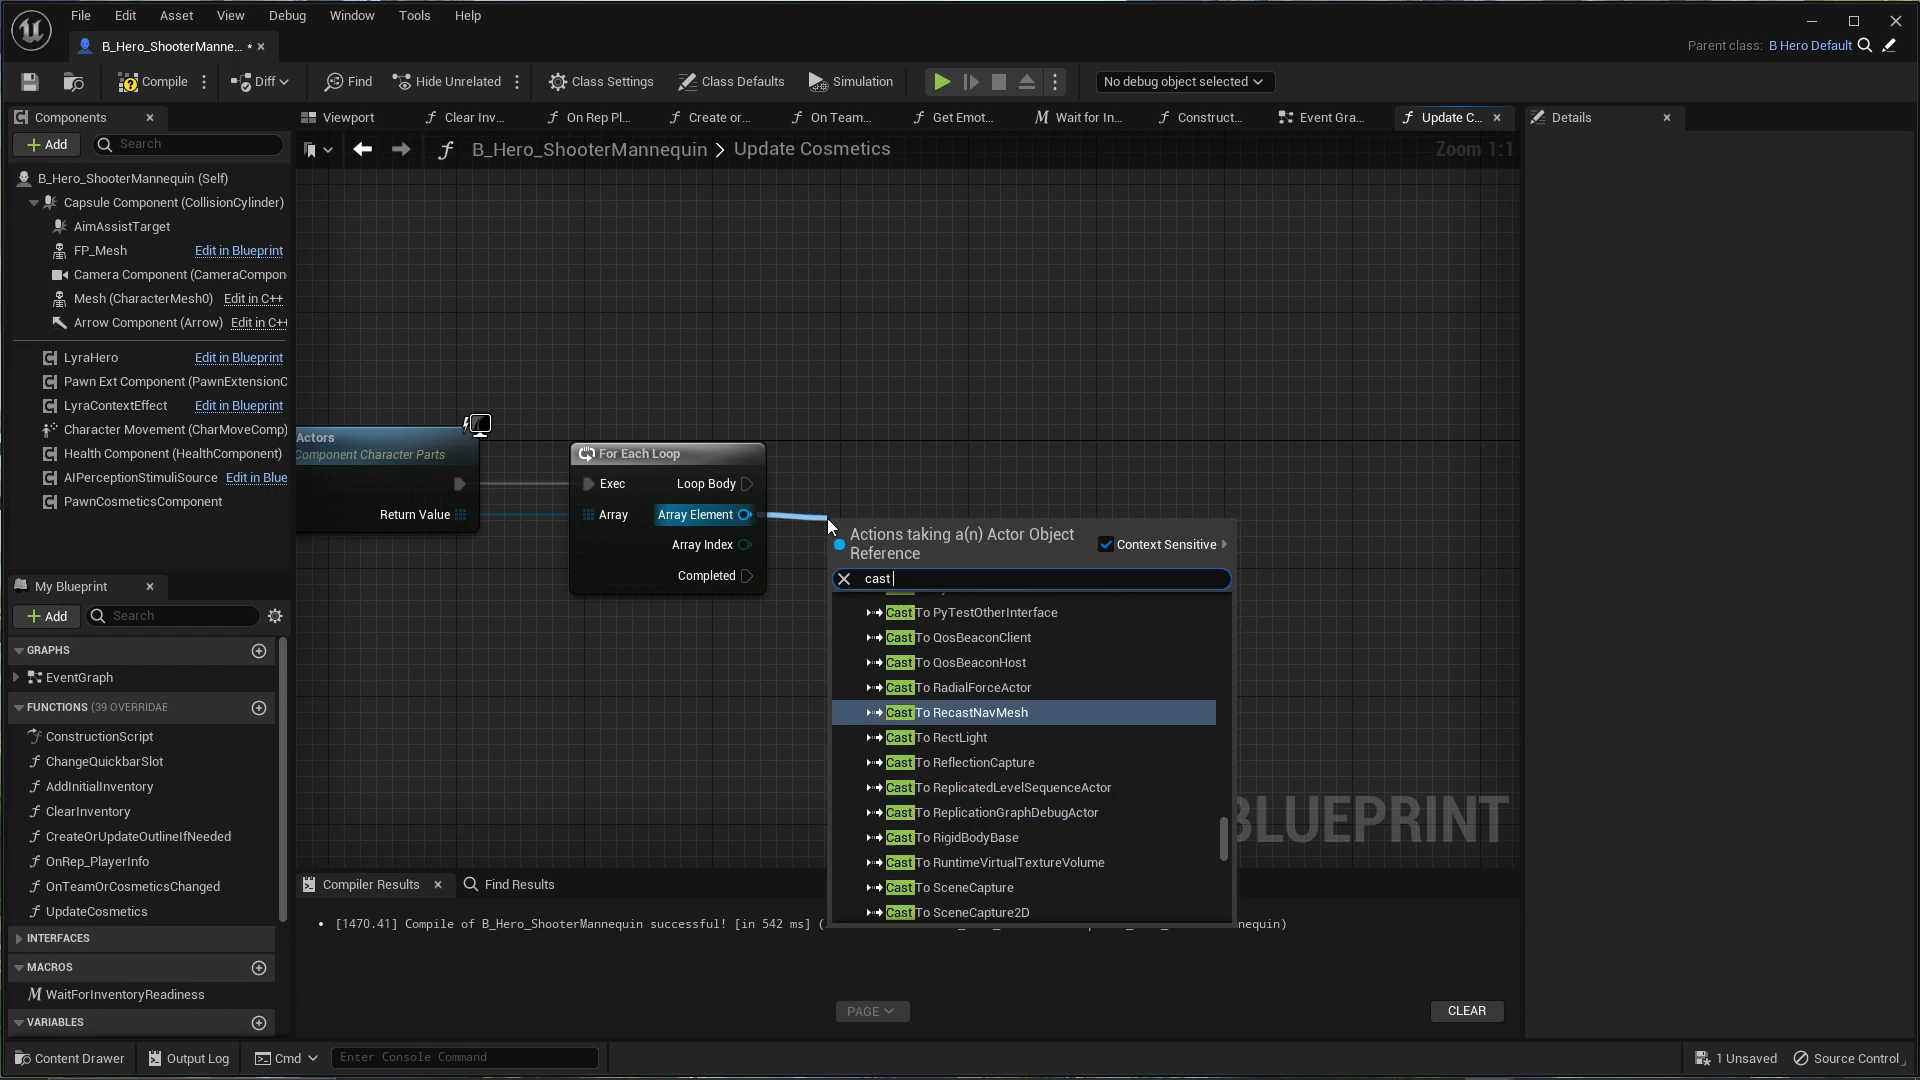 File Edit Asset View Debug Window Tools Help
B_Hero_ShooterManne... •
Parent class: B Hero Default
Compile Diff Find Hide Unrelated Class Settings Class Defaults Simulation No debug object selected
Components
Add Search
B_Hero_ShooterMannequin (Self)
Capsule Component (CollisionCylinder)
AimAssistTarget
FP_Mesh Edit in Blueprint
Camera Component (CameraCompon
Mesh (CharacterMesh0) Edit in C++
Arrow Component (Arrow) Edit in C++
LyraHero Edit in Blueprint
Pawn Ext Component (PawnExtensionC
LyraContextEffect Edit in Blueprint
Character Movement (CharMoveComp)
Health Component (HealthComponent)
AIPerceptionStimuliSource Edit in Blue
PawnCosmeticsComponent
My Blueprint
Add Search
GRAPHS
EventGraph
FUNCTIONS (39 OVERRIDAE
ConstructionScript
ChangeQuickbarSlot
AddInitialInventory
ClearInventory
CreateOrUpdateOutlineIfNeeded
OnRep_PlayerInfo
OnTeamOrCosmeticsChanged
UpdateCosmetics
INTERFACES
MACROS
WaitForInventoryReadiness
VARIABLES
Viewport Clear Inv... On Rep Pl... Create or... On Team... Get Emot... Wait for In... Construct... Event Gra... Update C...
B_Hero_ShooterMannequin > Update Cosmetics
Zoom 1:1
Actors
Component Character Parts
Return Value
For Each Loop
Exec Loop Body
Array Array Element
Array Index
Completed
Actions taking a(n) Actor Object
Reference
Context Sensitive
cast
Cast To PyTestOtherInterface
Cast To QosBeaconClient
Cast To QosBeaconHost
Cast To RadialForceActor
Cast To RecastNavMesh
Cast To RectLight
Cast To ReflectionCapture
Cast To ReplicatedLevelSequenceActor
Cast To ReplicationGraphDebugActor
Cast To RigidBodyBase
Cast To RuntimeVirtualTextureVolume
Cast To SceneCapture
Cast To SceneCapture2D
BLUEPRINT
Compiler Results Find Results
[1470.41] Compile of B_Hero_ShooterMannequin successful! [in 542 ms] (
nequin)
PAGE
CLEAR
Details
Content Drawer Output Log Cmd Enter Console Command
1 Unsaved Source Control